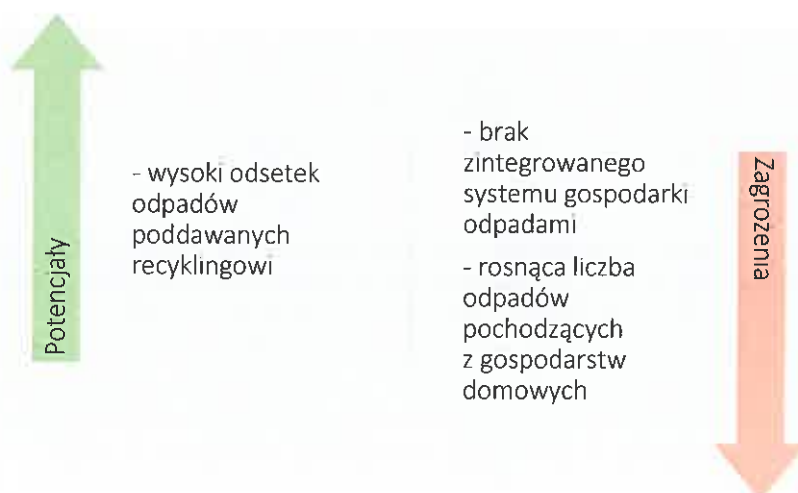 Potencjały
- wysoki odsetek
odpadów
poddawanych
recyklingowi
- brak
zintegrowanego
systemu gospodarki
odpadami
- rosnąca liczba
odpadów
pochodzących
z gospodarstw
domowych
Zagrożenia